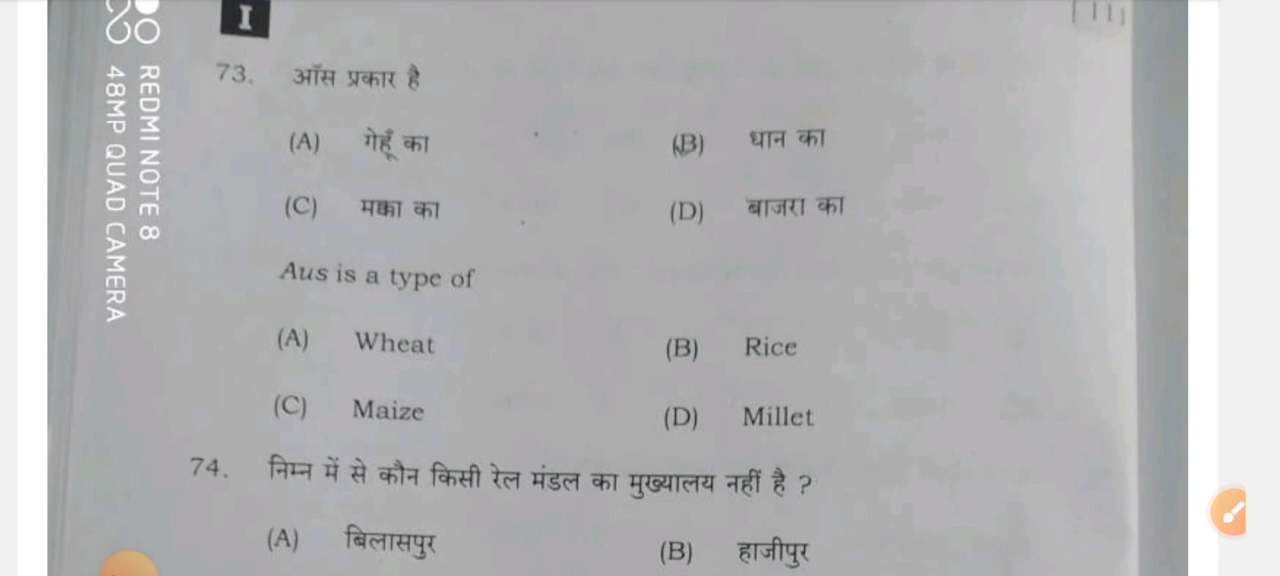 I
73. ऑस प्रकार है
(A) गेहूँ का (B) धान का
(C) मक्का का (D) बाजरा का
Aus is a type of
(A) Wheat (B) Rice
(C) Maize (D) Millet
74. निम्न में से कौन किसी रेल मंडल का मुख्यालय नहीं है ?
(A) बिलासपुर (B) हाजीपुर
REDMI NOTE 8
48MP QUAD CAMERA